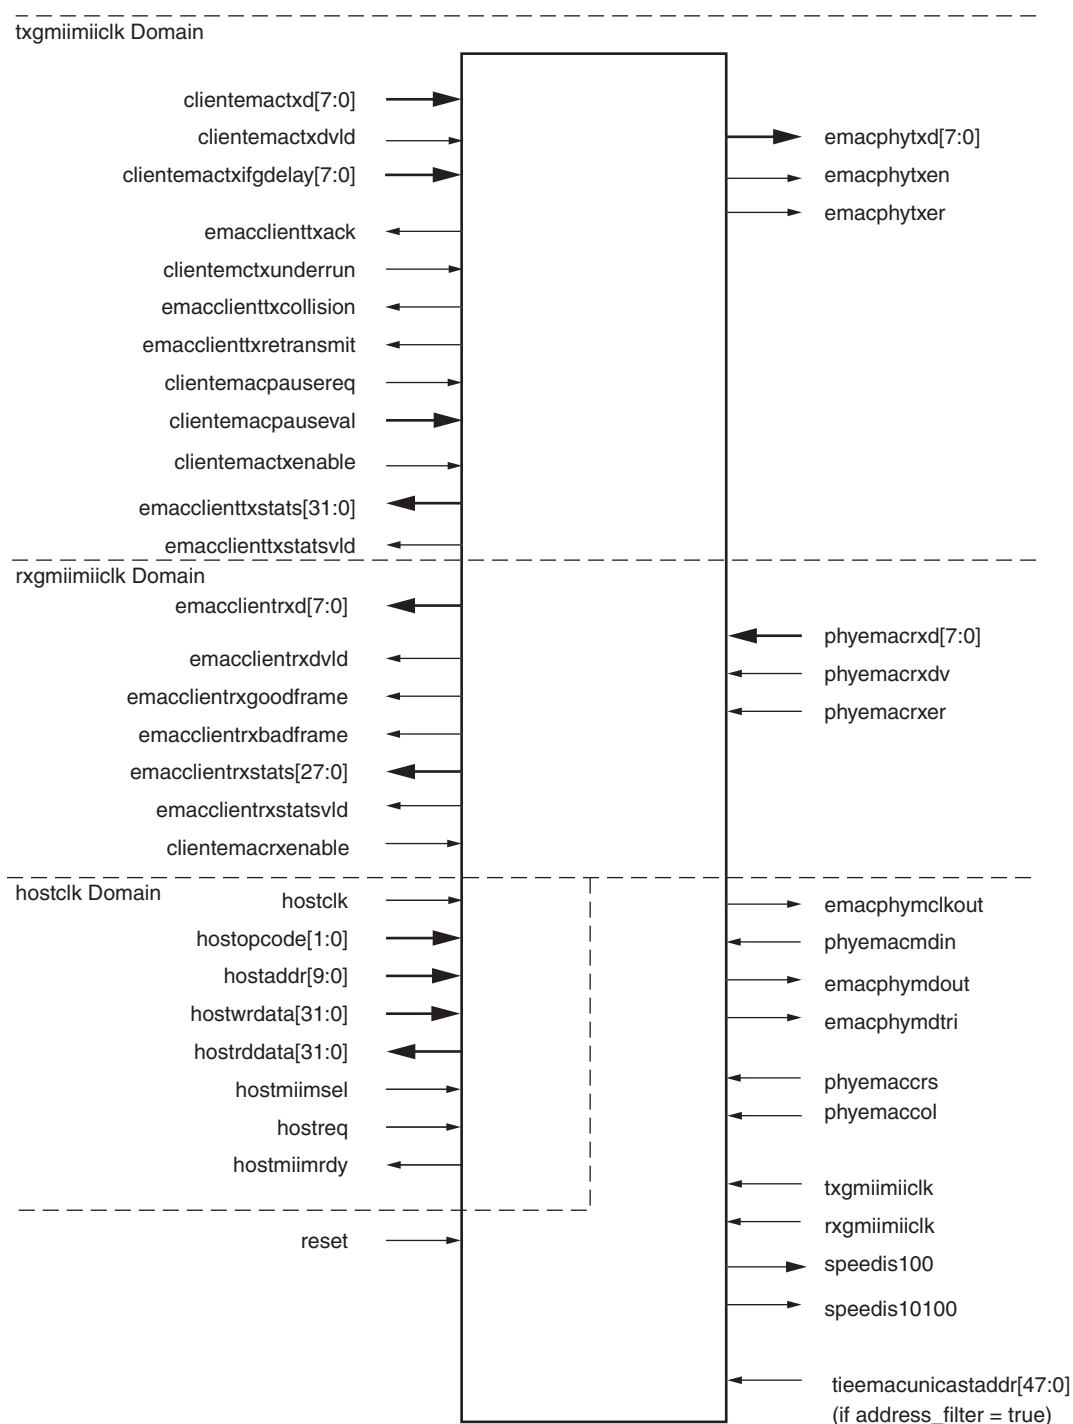 txgmiimiiclk Domain
clientemactxd[7:0]
clientemactxdvld
clientemactxifgdelay[7:0]
emacclienttxack
clientemctxunderrun
emacclienttxcollision
emacclienttxretransmit
clientemacpausereq
clientemacpauseval
clientemactxenable
emacclienttxstats[31:0]
emacclienttxstatsvld
emacphytxd[7:0]
emacphytxen
emacphytxer
rxgmiimiiclk Domain
emacclientrxd[7:0]
emacclientrxdvld
emacclientrxgoodframe
emacclientrxbadframe
emacclientrxstats[27:0]
emacclientrxstatsvld
clientemacrxenable
phyemacrxd[7:0]
phyemacrxdv
phyemacrxer
hostclk Domain
hostclk
hostopcode[1:0]
hostaddr[9:0]
hostwrdata[31:0]
hostrddata[31:0]
hostmiimsel
hostreq
hostmiimrdy
reset
emacphymclkout
phyemacmdin
emacphymdout
emacphymdtri
phyemaccrs
phyemaccol
txgmiimiiclk
rxgmiimiiclk
speedis100
speedis10100
tieemacunicastaddr[47:0]
(if address_filter = true)